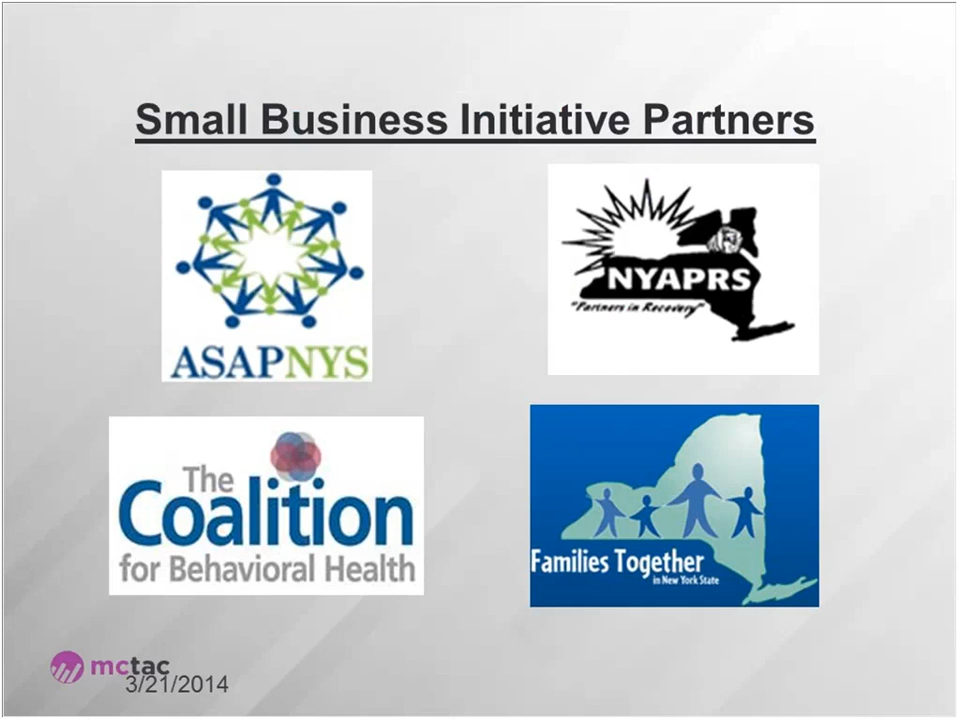 Small Business Initiative Partners
ASAPNYS
NYAPRS
"Partners in Recovery"
The
Coalition
for Behavioral Health
Families Together
in New York State
mctac
3/21/2014